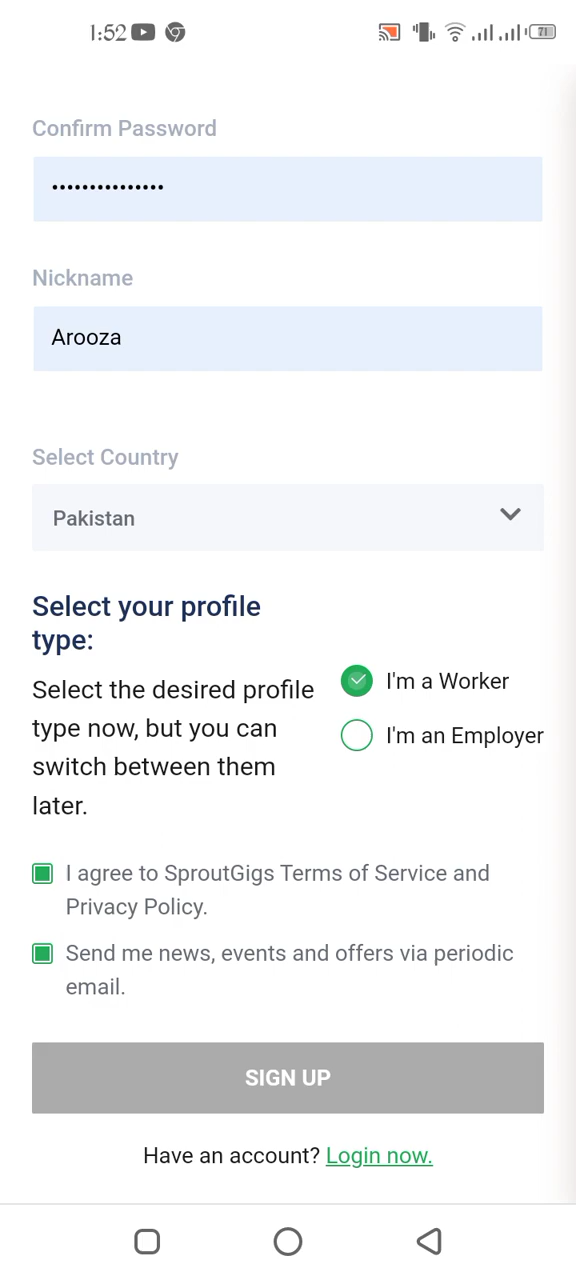 1:52
71
Confirm Password
•••••••••••••••
Nickname
Arooza
Select Country
Pakistan
Select your profile
type:
Select the desired profile
type now, but you can
switch between them
later.
I'm a Worker
I'm an Employer
I agree to SproutGigs Terms of Service and
Privacy Policy.
Send me news, events and offers via periodic
email.
SIGN UP
Have an account? Login now.